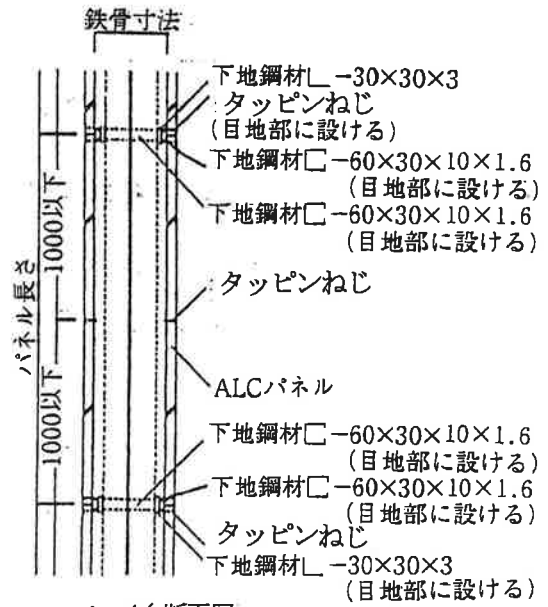 鉄骨寸法
下地鋼材∟−30×30×3
タッピンねじ
(目地部に設ける)
下地鋼材⊏−60×30×10×1.6
(目地部に設ける)
下地鋼材⊏−60×30×10×1.6
(目地部に設ける)
タッピンねじ
パネル長さ
1000以下
1000以下
ALCパネル
下地鋼材⊏−60×30×10×1.6
(目地部に設ける)
下地鋼材⊏−60×30×10×1.6
(目地部に設ける)
タッピンねじ
下地鋼材∟−30×30×3
(目地部に設ける)